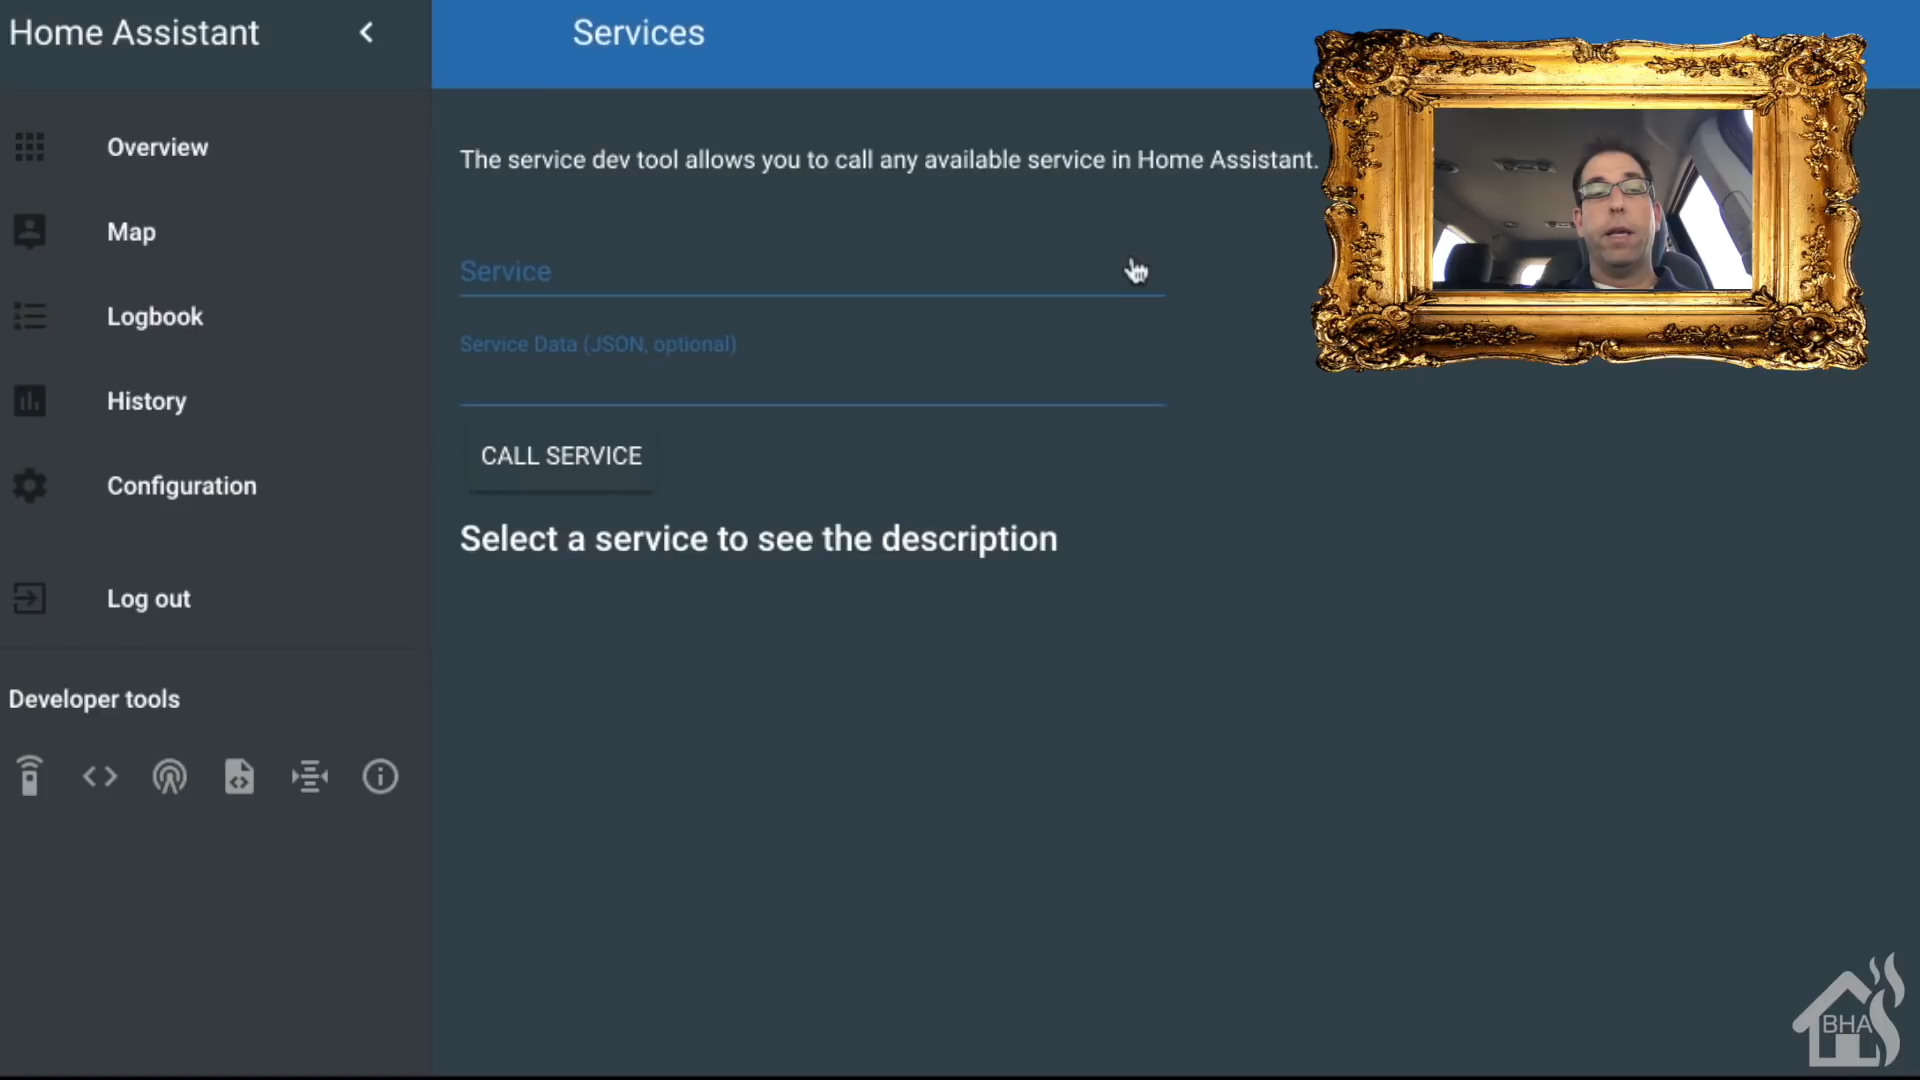 Home Assistant
Services
Overview
Map
Logbook
History
Configuration
Log out
Developer tools
The service dev tool allows you to call any available service in Home Assistant.
Service
Service Data (JSON, optional)
CALL SERVICE
Select a service to see the description
BHA